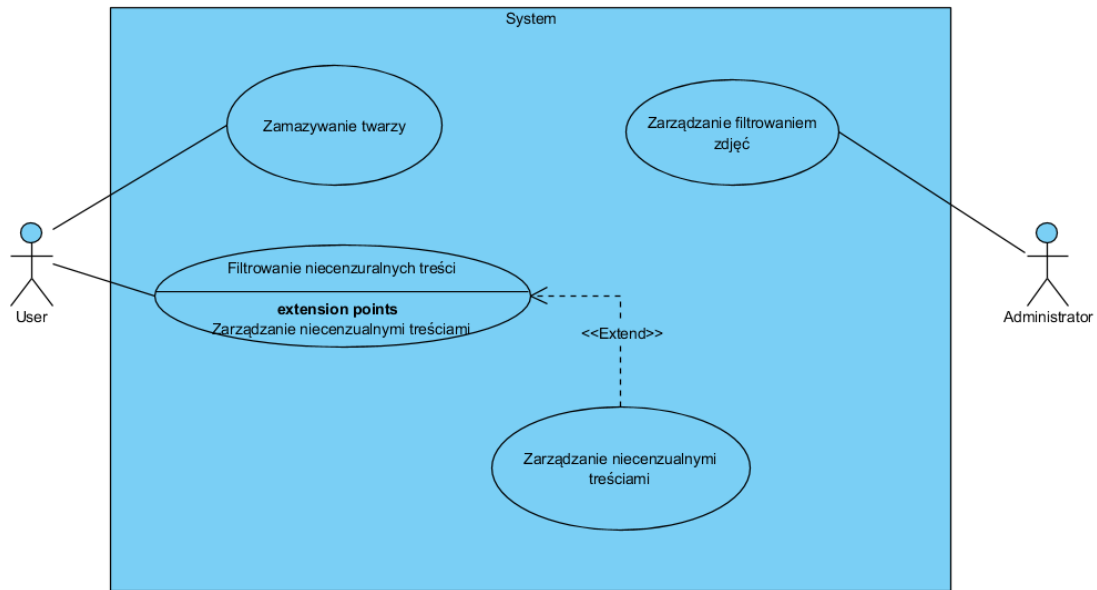 System
Zamazywanie twarzy
Zarządzanie filtrowaniem
zdjęć
Filtrowanie niecenzuralnych treści
extension points
Zarządzanie niecenzualnymi treściami
User
<<Extend>>
Administrator
Zarządzanie niecenzualnymi
treściami